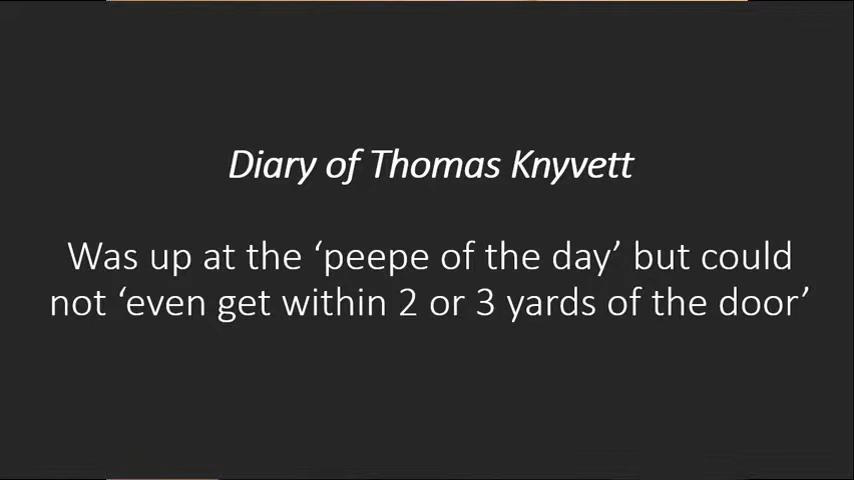 Diary of Thomas Knyvett
Was up at the ‘peepe of the day’ but could
not ‘even get within 2 or 3 yards of the door’